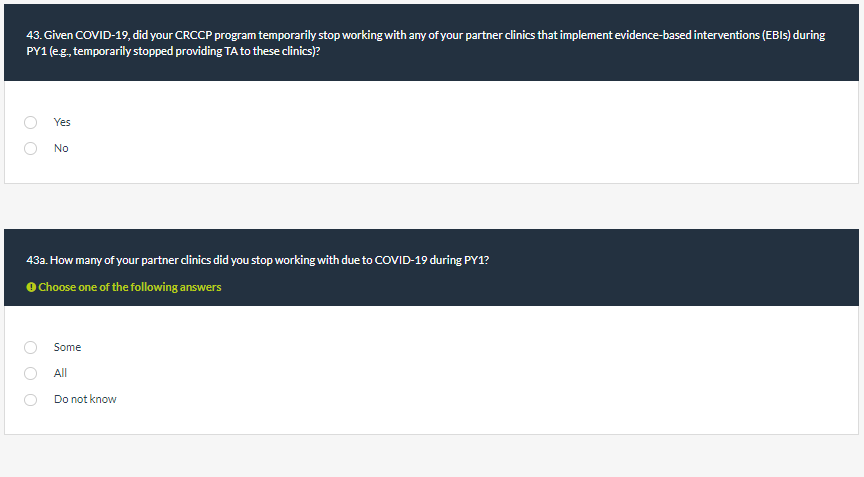 43. Given COVID-19, did your CRCCP program temporarily stop working with any of your partner clinics that implement evidence-based interventions (EBIs) during
PY1 (e.g., temporarily stopped providing TA to these clinics)?
Yes
No
43a. How many of your partner clinics did you stop working with due to COVID-19 during PY1?
Choose one of the following answers
Some
All
Do not know